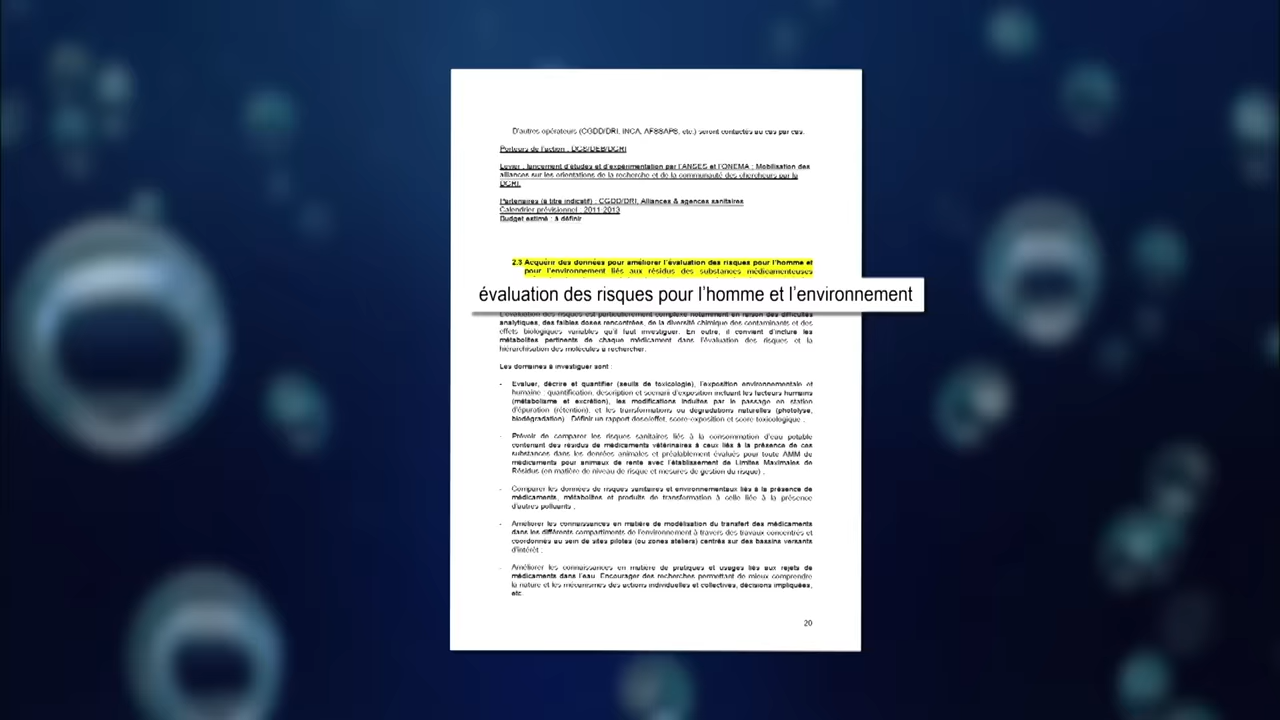 D'autres opérateurs (CGDD/DRI, INCA, AFSSAPS, etc.) seront contactés au cas par cas.
Porteurs de l'action : DGS/DEB/DGRI
Levier : lancement d'études et d'expérimentation par l'ANSES et l'ONEMA ; Mobilisation des
alliances sur les orientations de la recherche et de la communauté des chercheurs par la
DGRI.
Partenaires (à titre indicatif) : CGDD/DRI, Alliances & agences sanitaires
Calendrier prévisionnel : 2011-2013
Budget estimé : à définir
2.3 Acquérir des données pour améliorer l'évaluation des risques pour l'homme et
pour l'environnement liés aux résidus des substances médicamenteuses
évaluation des risques pour l'homme et l'environnement
L'évaluation des risques est particulièrement complexe notamment en raison des difficultés
analytiques, des faibles doses rencontrées, de la diversité chimique des contaminants et des
effets biologiques variables qu'il faut investiguer. En outre, il convient d'inclure les
métabolites pertinents de chaque médicament dans l'évaluation des risques et la
hiérarchisation des molécules à rechercher.
Les domaines à investiguer sont :
- Evaluer, décrire et quantifier (seuils de toxicologie), l'exposition environnementale et
humaine : quantification, description et scenarii d'exposition incluant les facteurs humains
(métabolisme et excrétion), les modifications induites par le passage en station
d'épuration (rétention), et les transformations ou dégradations naturelles (photolyse,
biodégradation). Définir un rapport dose/effet, score-exposition et score toxicologique ;
- Prévoir de comparer les risques sanitaires liés à la consommation d'eau potable
contenant des résidus de médicaments vétérinaires à ceux liés à la présence de ces
substances dans les denrées animales et préalablement évalués pour toute AMM de
médicaments pour animaux de rente avec l'établissement de Limites Maximales de
Résidus (en matière de niveau de risque et mesures de gestion du risque) ;
- Comparer les données de risques sanitaires et environnementaux liés à la présence de
médicaments, métabolites et produits de transformation à celle liée à la présence
d'autres polluants ;
- Améliorer les connaissances en matière de modélisation du transfert des médicaments
dans les différents compartiments de l'environnement à travers des travaux concentrés et
coordonnés au sein de sites pilotes (ou zones ateliers) centrés sur des bassins versants
d'intérêt ;
- Améliorer les connaissances en matière de pratiques et usages liés aux rejets de
médicaments dans l'eau. Encourager des recherches permettant de mieux comprendre
la nature et les mécanismes des actions individuelles et collectives, décisions impliquées,
etc.
20